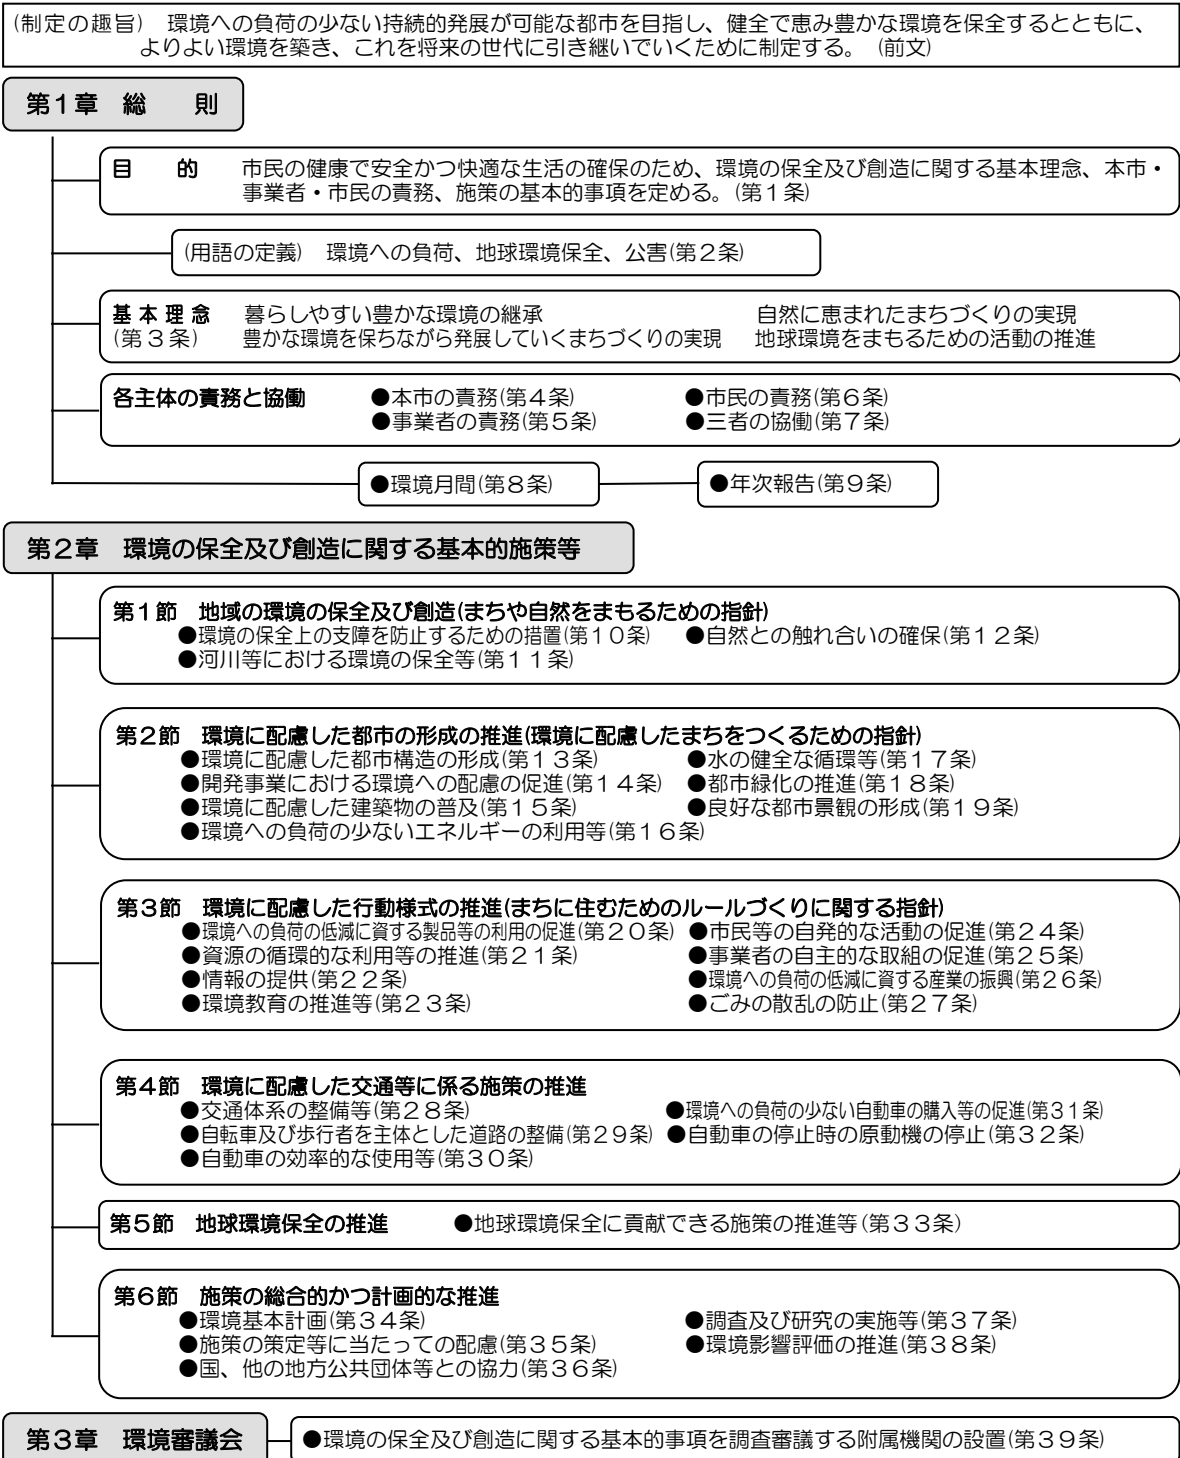 (制定の趣旨)　環境への負荷の少ない持続的発展が可能な都市を目指し、健全で恵み豊かな環境を保全するとともに、
よりよい環境を築き、これを将来の世代に引き継いでいくために制定する。 (前文)
第1章　総　　則
目　　的　　市民の健康で安全かつ快適な生活の確保のため、環境の保全及び創造に関する基本理念、本市・
事業者・市民の責務、施策の基本的事項を定める。(第1条)
(用語の定義)　環境への負荷、地球環境保全、公害(第2条)
基本理念　暮らしやすい豊かな環境の継承　　自然に恵まれたまちづくりの実現
(第3条)　豊かな環境を保ちながら発展していくまちづくりの実現　地球環境をまもるための活動の推進
各主体の責務と協働　●本市の責務(第4条)　●市民の責務(第6条)
●事業者の責務(第5条)　●三者の協働(第7条)
●環境月間(第8条)　●年次報告(第9条)
第2章　環境の保全及び創造に関する基本的施策等
第1節　地域の環境の保全及び創造(まちや自然をまもるための指針)
●環境の保全上の支障を防止するための措置(第10条)　●自然との触れ合いの確保(第12条)
●河川等における環境の保全等(第11条)
第2節　環境に配慮した都市の形成の推進(環境に配慮したまちをつくるための指針)
●環境に配慮した都市構造の形成(第13条)　●水の健全な循環等(第17条)
●開発事業における環境への配慮の促進(第14条)　●都市緑化の推進(第18条)
●環境に配慮した建築物の普及(第15条)　●良好な都市景観の形成(第19条)
●環境への負荷の少ないエネルギーの利用等(第16条)
第3節　環境に配慮した行動様式の推進(まちに住むためのルールづくりに関する指針)
●環境への負荷の低減に資する製品等の利用の促進(第20条)　●市民等の自発的な活動の促進(第24条)
●資源の循環的な利用等の推進(第21条)　●事業者の自主的な取組の促進(第25条)
●情報の提供(第22条)　●環境への負荷の低減に資する産業の振興(第26条)
●環境教育の推進等(第23条)　●ごみの散乱の防止(第27条)
第4節　環境に配慮した交通等に係る施策の推進
●交通体系の整備等(第28条)　●環境への負荷の少ない自動車の購入等の促進(第31条)
●自転車及び歩行者を主体とした道路の整備(第29条)　●自動車の停止時の原動機の停止(第32条)
●自動車の効率的な使用等(第30条)
第5節　地球環境保全の推進　●地球環境保全に貢献できる施策の推進等(第33条)
第6節　施策の総合的かつ計画的な推進
●環境基本計画(第34条)　●調査及び研究の実施等(第37条)
●施策の策定等に当たっての配慮(第35条)　●環境影響評価の推進(第38条)
●国、他の地方公共団体等との協力(第36条)
第3章　環境審議会　●環境の保全及び創造に関する基本的事項を調査審議する附属機関の設置(第39条)